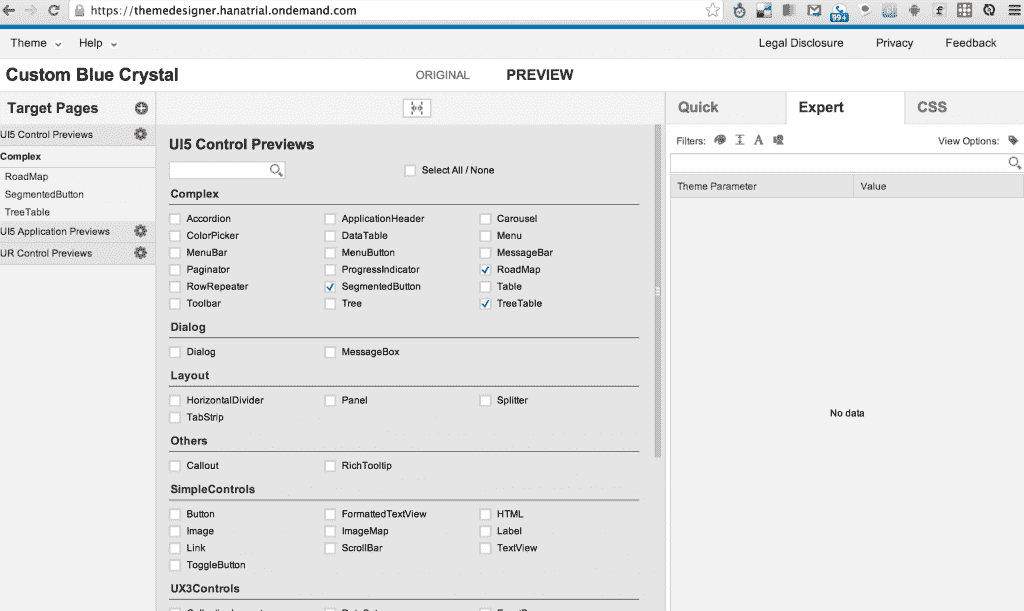 https://themedesigner.hanatrial.ondemand.com
99+
Theme Help Legal Disclosure Privacy Feedback
Custom Blue Crystal ORIGINAL PREVIEW
Target Pages
UI5 Control Previews
Complex
RoadMap
SegmentedButton
TreeTable
UI5 Application Previews
UR Control Previews
UI5 Control Previews
Select All / None
Complex
Accordion ApplicationHeader Carousel
ColorPicker DataTable Menu
MenuBar MenuButton MessageBar
Paginator ProgressIndicator RoadMap
RowRepeater SegmentedButton Table
Toolbar Tree TreeTable
Dialog
Dialog MessageBox
Layout
HorizontalDivider Panel Splitter
TabStrip
Others
Callout RichTooltip
SimpleControls
Button FormattedTextView HTML
Image ImageMap Label
Link ScrollBar TextView
ToggleButton
UX3Controls
Quick Expert CSS
Filters: A View Options:
Theme Parameter Value
No data